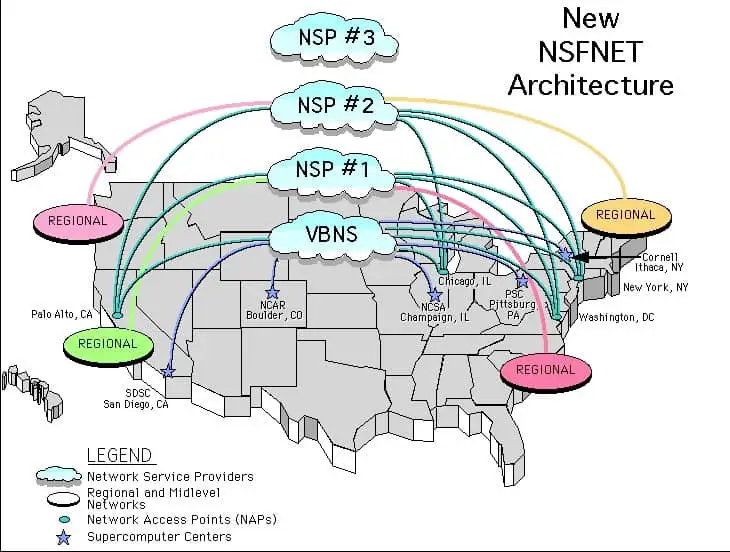 New
NSFNET
Architecture
NSP #3
NSP #2
NSP #1
VBNS
REGIONAL
REGIONAL
Cornell
Ithaca, NY
Chicago, IL
New York, NY
NCAR
Boulder, CO
NCSA
Champaign, IL
PSC
Pittsburg,
PA
Palo Alto, CA
Washington, DC
REGIONAL
REGIONAL
SDSC
San Diego, CA
LEGEND
Network Service Providers
Regional and Midlevel
Networks
Network Access Points (NAPs)
Supercomputer Centers